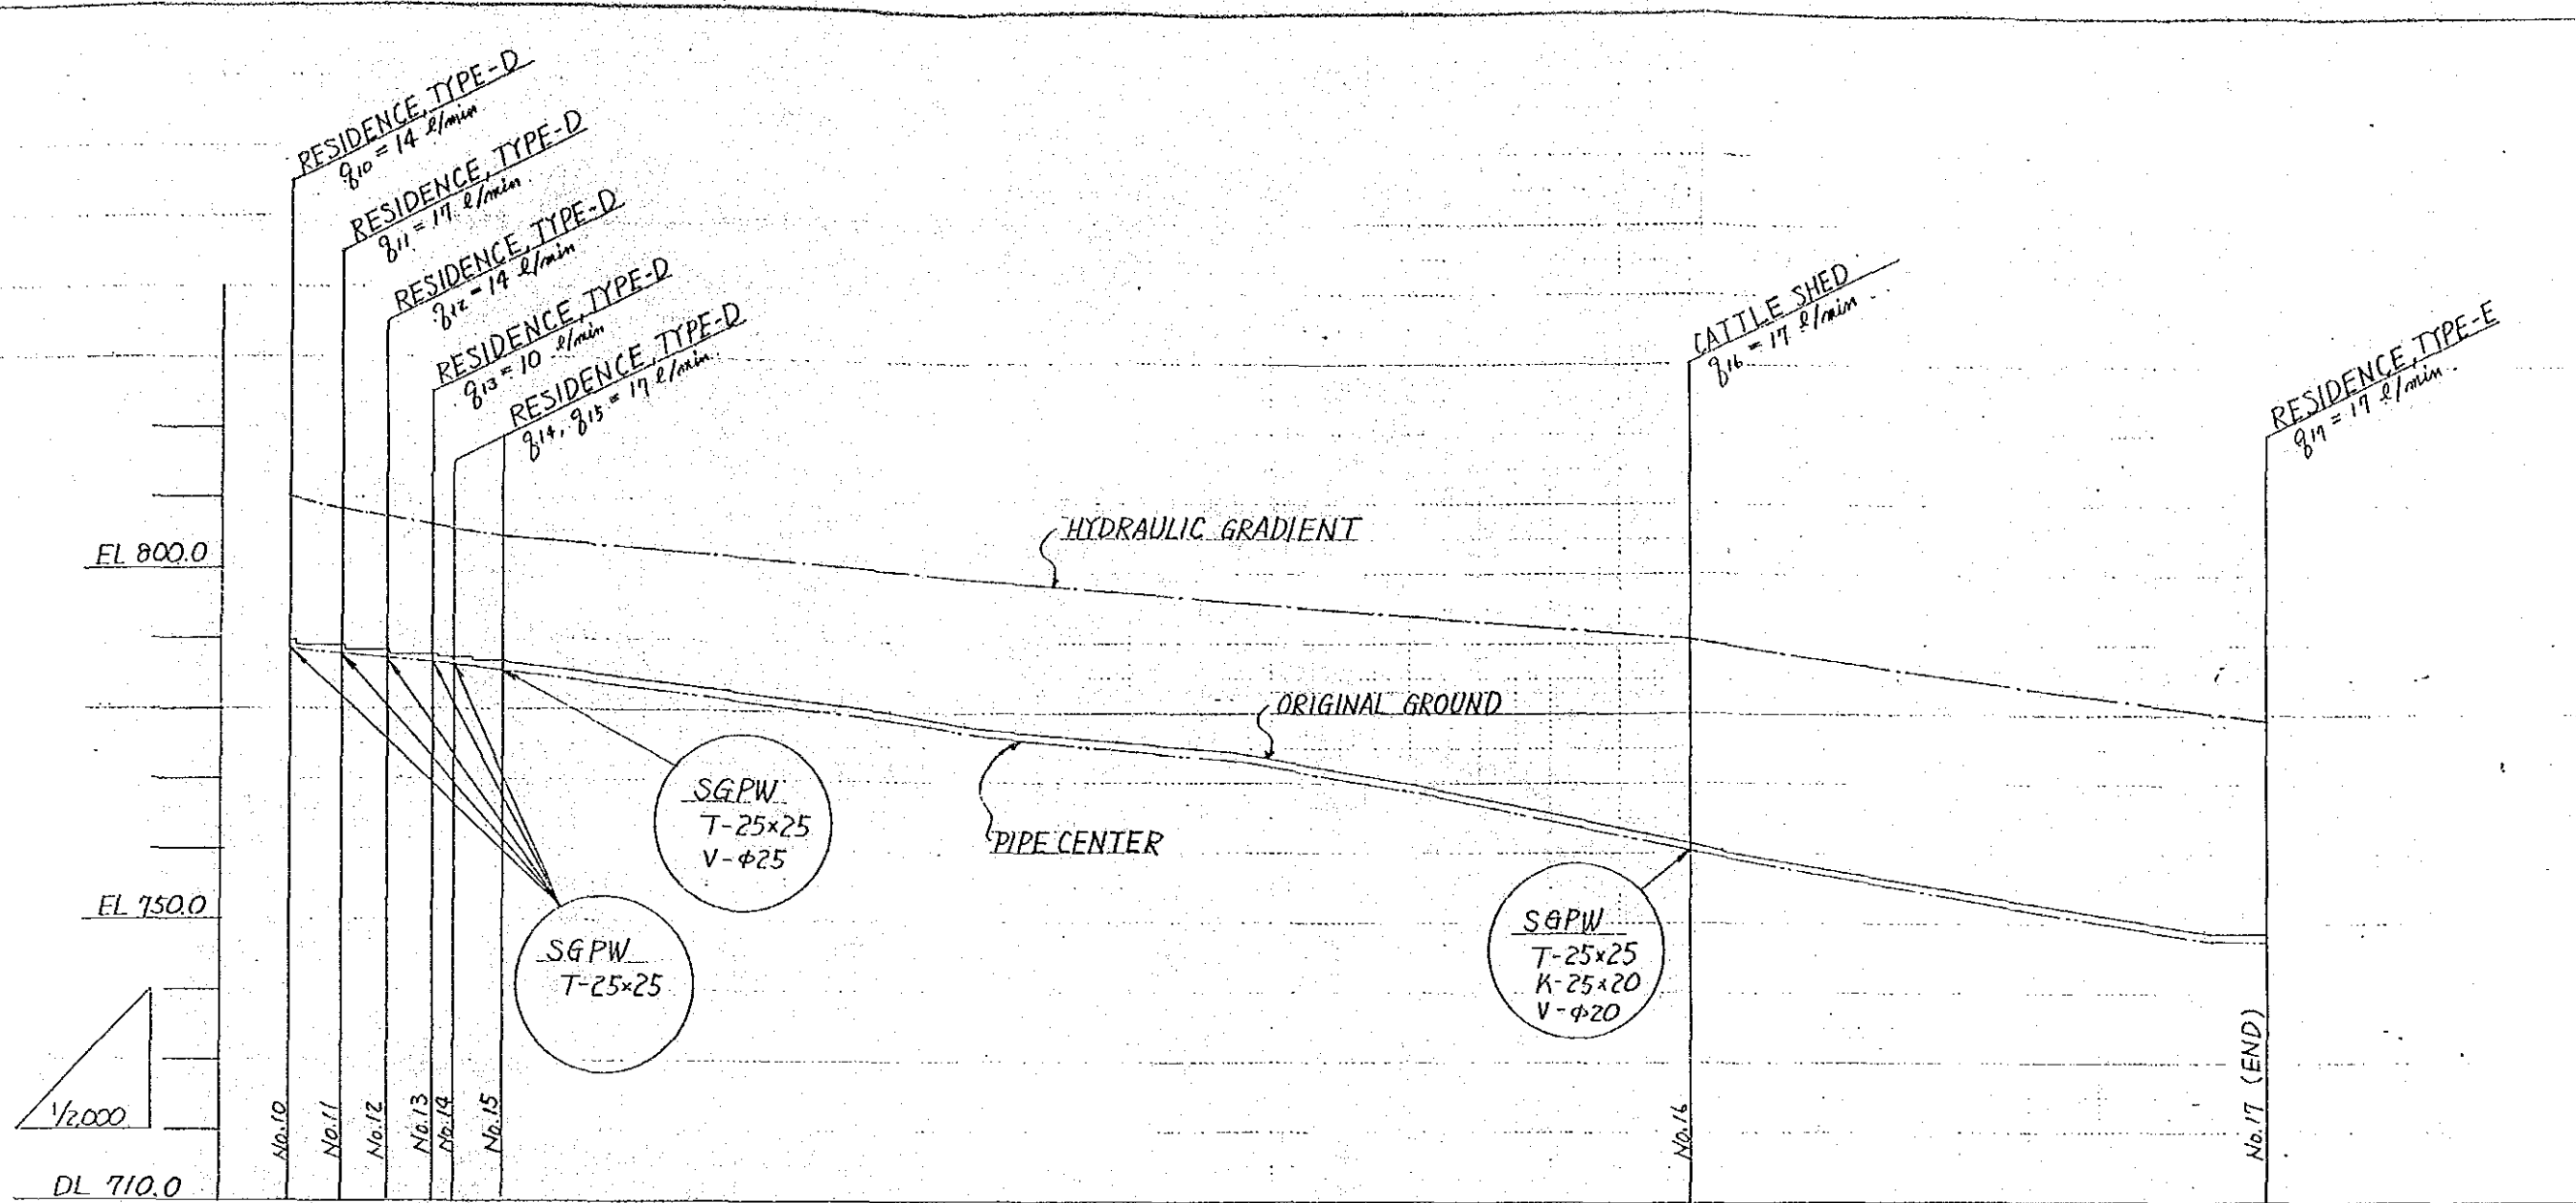 RESIDENCE, TYPE-D
q10 = 14 ℓ/min
RESIDENCE, TYPE-D
q11 = 17 ℓ/min.
RESIDENCE, TYPE-D
q12 = 14 ℓ/min
RESIDENCE, TYPE-D
q13 = 10 ℓ/min
RESIDENCE, TYPE-D
q14, q15 = 17 ℓ/min.
CATTLE SHED
q16 = 17 ℓ/min.
RESIDENCE, TYPE-E
q17 = 17 ℓ/min.
HYDRAULIC GRADIENT
EL 800.0
ORIGINAL GROUND
PIPE CENTER
SGPW
T-25×25
V-φ25
EL 750.0
SGPW
T-25×25
SGPW
T-25×25
K-25×20
V-φ20
1/2,000
No.10
No.11
No.12
No.13
No.14
No.15
No.16
No.17 (END)
DL 710.0